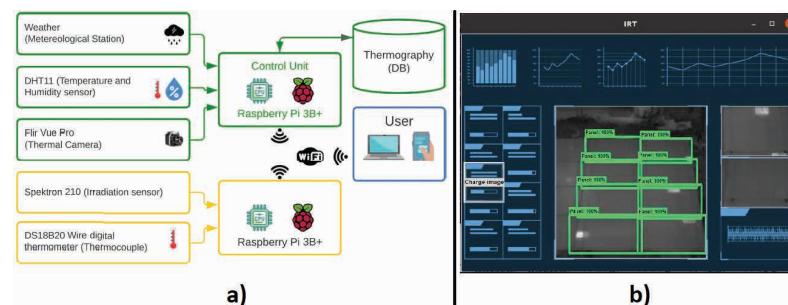 Weather
(Metereological Station)
DHT11 (Temperature and
Humidity sensor)
Flir Vue Pro
(Thermal Camera)
Spektron 210 (Irradiation sensor)
DS18B20 Wire digital
thermometer (Thermocouple)
Control Unit
Raspberry Pi 3B+
WiFi
Raspberry Pi 3B+
Thermography
(DB)
User
a)
IRT
Charge image
Panel: 100%
Panel: 100%
Panel: 100%
Panel: 100%
Panel: 100%
Panel: 100%
Panel: 100%
Panel: 100%
b)